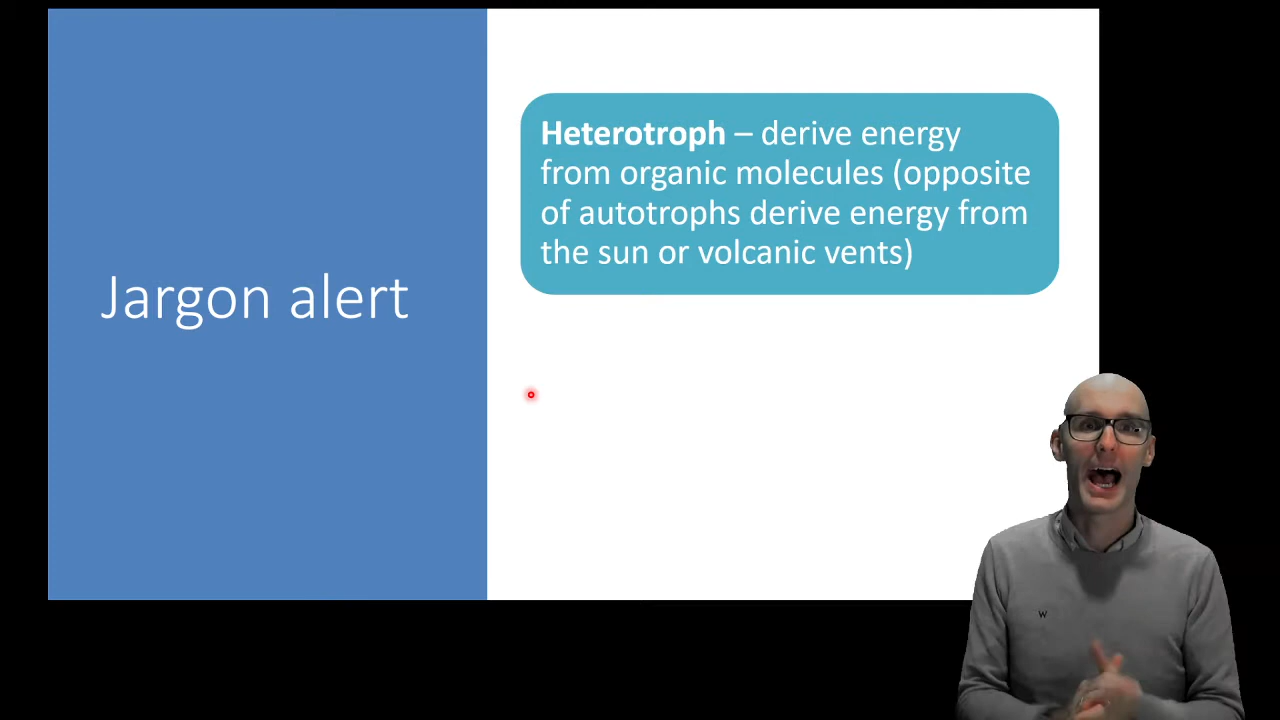 Jargon alert
Heterotroph – derive energy
from organic molecules (opposite
of autotrophs derive energy from
the sun or volcanic vents)
W